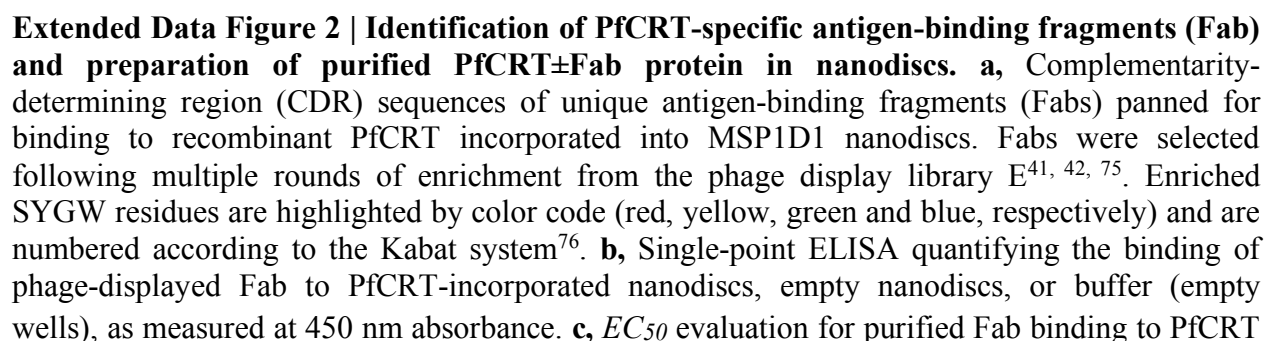 Extended Data Figure 2 | Identification of PfCRT-specific antigen-binding fragments (Fab)
and preparation of purified PfCRT±Fab protein in nanodiscs. a, Complementarity-
determining region (CDR) sequences of unique antigen-binding fragments (Fabs) panned for
binding to recombinant PfCRT incorporated into MSP1D1 nanodiscs. Fabs were selected
following multiple rounds of enrichment from the phage display library E41, 42, 75. Enriched
SYGW residues are highlighted by color code (red, yellow, green and blue, respectively) and are
numbered according to the Kabat system76. b, Single-point ELISA quantifying the binding of
phage-displayed Fab to PfCRT-incorporated nanodiscs, empty nanodiscs, or buffer (empty
wells), as measured at 450 nm absorbance. c, EC50 evaluation for purified Fab binding to PfCRT